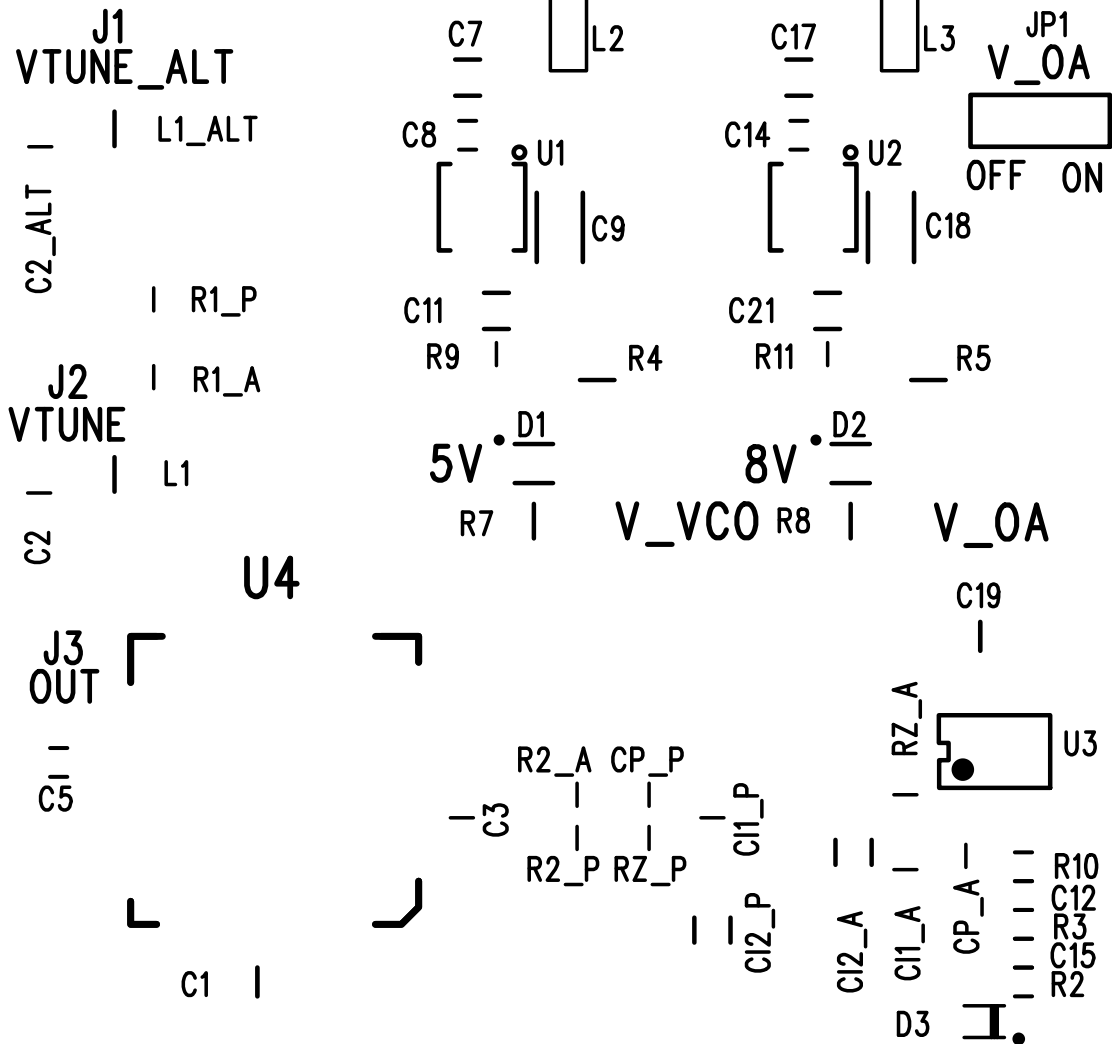 J1
VTUNE_ALT
C7
L2
C17
L3
JP1
V_OA
L1_ALT
C8
U1
C14
U2
OFF ON
C2_ALT
C9
C18
R1_P
C11
C21
R9
R4
R11
R5
J2
R1_A
VTUNE
D1
D2
5V
8V
L1
R7
V_VCO
R8
V_OA
C2
U4
C19
J3
OUT
RZ_A
U3
R2_A
CP_P
C5
C3
CI1_P
R2_P
RZ_P
R10
C12
R3
C15
R2
CI2_P
CI2_A
CI1_A
CP_A
C1
D3